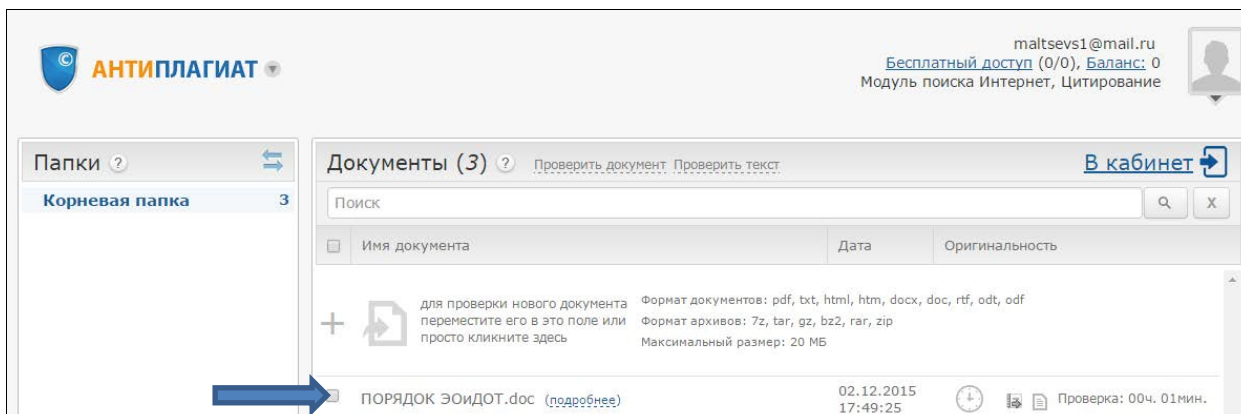 maltsevs1@mail.ru
© АНТИПЛАГИАТ
Бесплатный доступ (0/0), Баланс: 0
Модуль поиска Интернет, Цитирование
Папки ?
Документы (3) ? Проверить документ Проверить текст
В кабинет
Корневая папка 3
Поиск
X
Имя документа Дата Оригинальность
для проверки нового документа
переместите его в это поле или
просто кликните здесь
Формат документов: pdf, txt, html, htm, docx, doc, rtf, odt, odf
Формат архивов: 7z, tar, gz, bz2, rar, zip
Максимальный размер: 20 МБ
ПОРЯДОК ЭОиДОТ.doc (подробнее)
02.12.2015
17:49:25
Проверка: 00ч. 01мин.